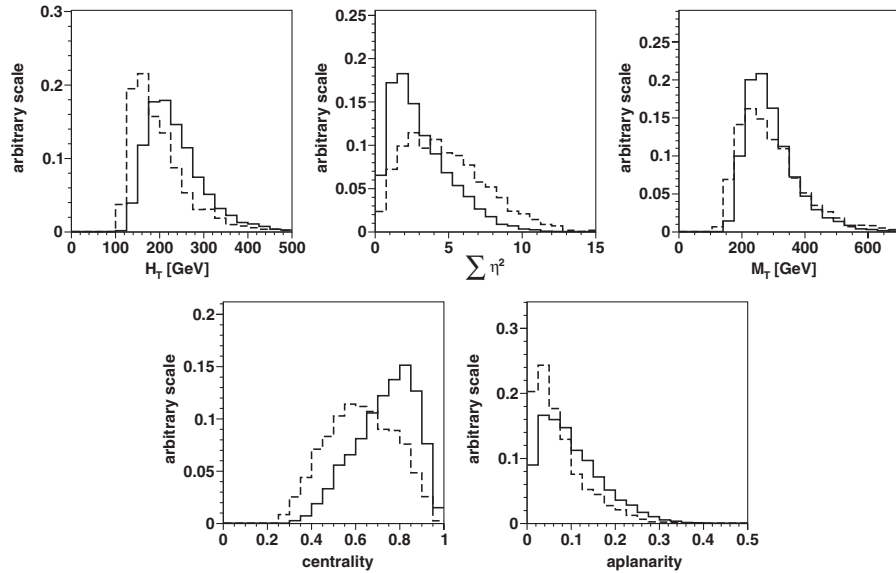 0.3
0.2
0.1
0
arbitrary scale
0 100 200 300 400 500
H_T [GeV]
0.25
0.2
0.15
0.1
0.05
0
arbitrary scale
0 5 10 15
∑ η²
0.25
0.2
0.15
0.1
0.05
0
arbitrary scale
0 200 400 600
M_T [GeV]
0.2
0.15
0.1
0.05
0
arbitrary scale
0 0.2 0.4 0.6 0.8 1
centrality
0.3
0.2
0.1
0
arbitrary scale
0 0.1 0.2 0.3 0.4 0.5
aplanarity